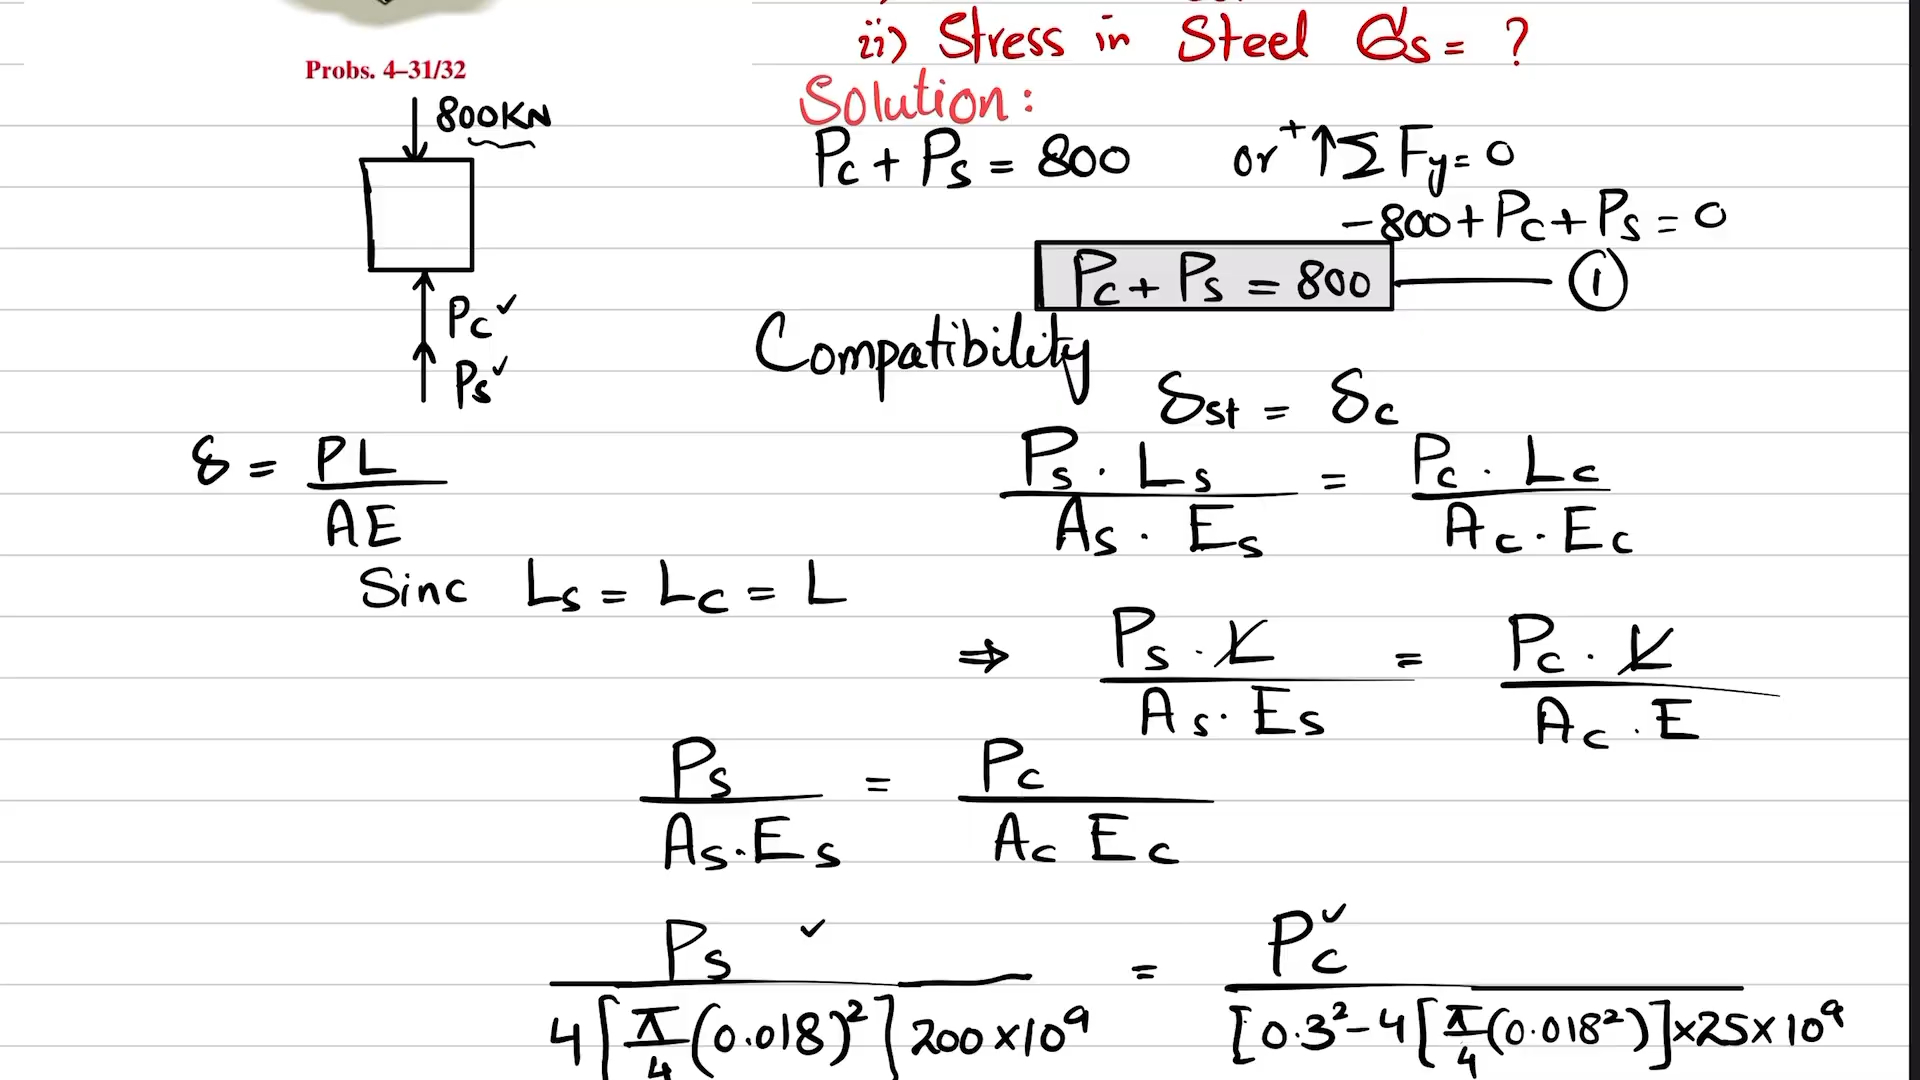 ii) Stress in Steel σs = ?
Probs. 4–31/32
Solution:
800KN
Pc + Ps = 800 or +↑Σ Fy = 0
-800 + Pc + Ps = 0
Pc + Ps = 800 ①
Pc ✓
Ps ✓
Compatibility
δst = δc
δ = PL / AE
Ps · Ls / As · Es = Pc · Lc / Ac · Ec
Sinc Ls = Lc = L
⇒ Ps · L / As · Es = Pc · L / Ac · E
Ps / As · Es = Pc / Ac Ec
Ps ✓ / 4[π/4 (0.018)²] 200 × 10⁹ = Pc ✓ / [0.3² - 4[π/4 (0.018²)] × 25 × 10⁹